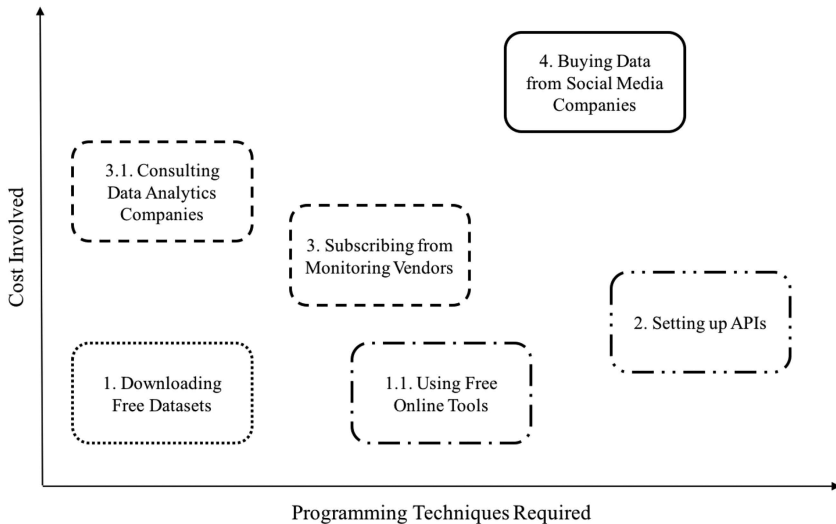 Cost Involved
4. Buying Data
from Social Media
Companies
3.1. Consulting
Data Analytics
Companies
3. Subscribing from
Monitoring Vendors
2. Setting up APIs
1. Downloading
Free Datasets
1.1. Using Free
Online Tools
Programming Techniques Required